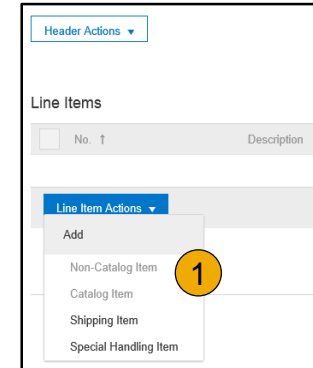 Header Actions ▼
Line Items
No. ↑ Description
Line Item Actions ▼
Add
Non-Catalog Item
Catalog Item
1
Shipping Item
Special Handling Item